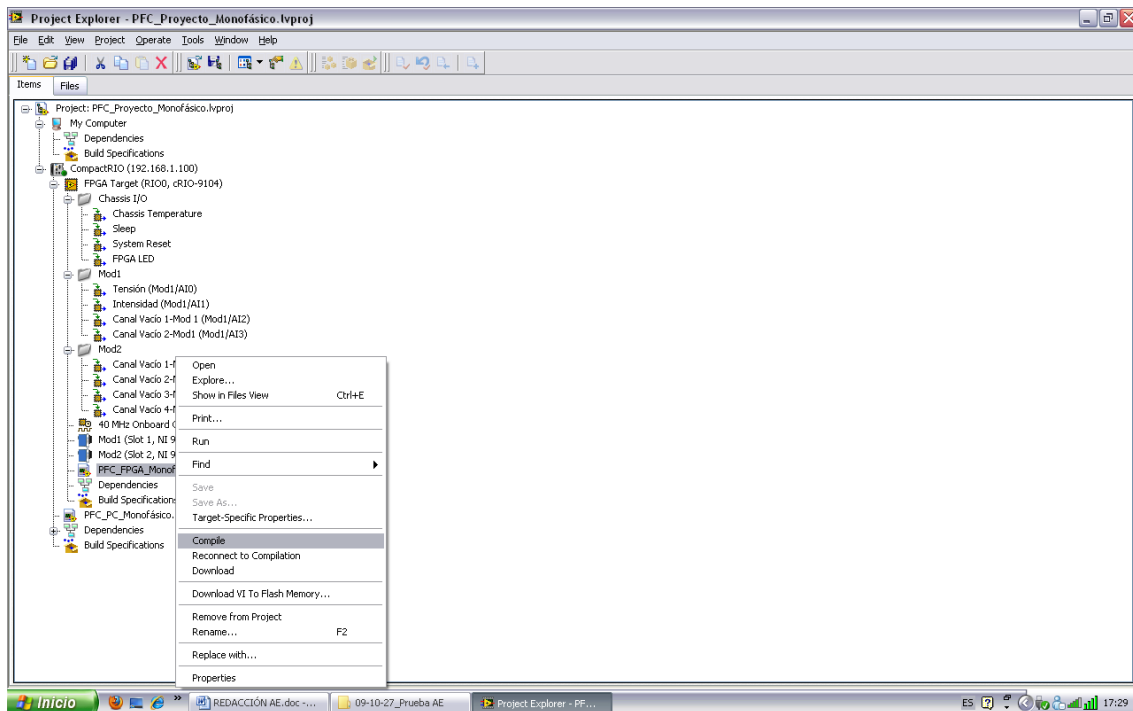 Project Explorer - PFC_Proyecto_Monofásico.lvproj
File Edit View Project Operate Tools Window Help
Items Files
Project: PFC_Proyecto_Monofásico.lvproj
My Computer
Dependencies
Build Specifications
CompactRIO (192.168.1.100)
FPGA Target (RIO0, cRIO-9104)
Chassis I/O
Chassis Temperature
Sleep
System Reset
FPGA LED
Mod1
Tensión (Mod1/AI0)
Intensidad (Mod1/AI1)
Canal Vacío 1-Mod 1 (Mod1/AI2)
Canal Vacío 2-Mod1 (Mod1/AI3)
Mod2
Canal Vacío 1-
Canal Vacío 2-
Canal Vacío 3-
Canal Vacío 4-
40 MHz Onboard
Mod1 (Slot 1, NI 9
Mod2 (Slot 2, NI 9
PFC_FPGA_Monof
Dependencies
Build Specification
PFC_PC_Monofásico.
Dependencies
Build Specifications
Open
Explore...
Show in Files View Ctrl+E
Print...
Run
Find
Save
Save As...
Target-Specific Properties...
Compile
Reconnect to Compilation
Download
Download VI To Flash Memory...
Remove from Project
Rename... F2
Replace with...
Properties
Inicio » REDACCIÓN AE.doc -... 09-10-27_Prueba AE Project Explorer - PF... ES 17:29